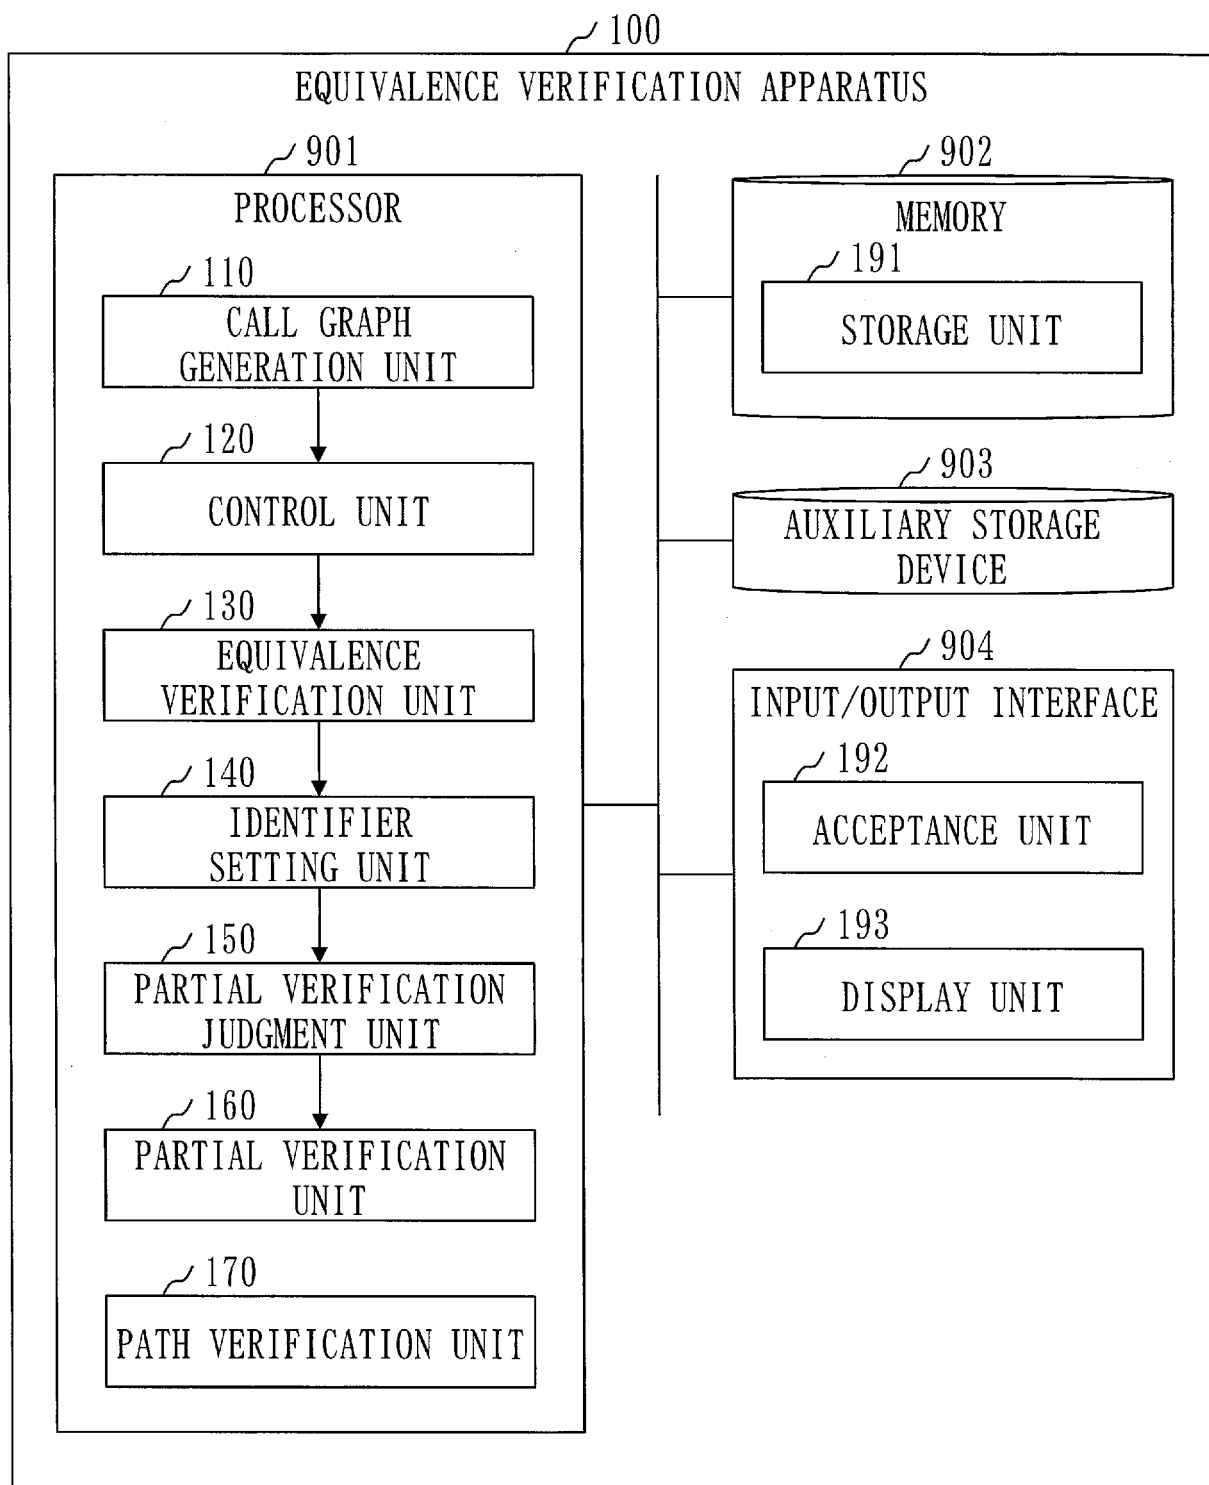 100
EQUIVALENCE VERIFICATION APPARATUS
901
PROCESSOR
110
CALL GRAPH
GENERATION UNIT
120
CONTROL UNIT
130
EQUIVALENCE
VERIFICATION UNIT
140
IDENTIFIER
SETTING UNIT
150
PARTIAL VERIFICATION
JUDGMENT UNIT
160
PARTIAL VERIFICATION
UNIT
170
PATH VERIFICATION UNIT
902
MEMORY
191
STORAGE UNIT
903
AUXILIARY STORAGE
DEVICE
904
INPUT/OUTPUT INTERFACE
192
ACCEPTANCE UNIT
193
DISPLAY UNIT